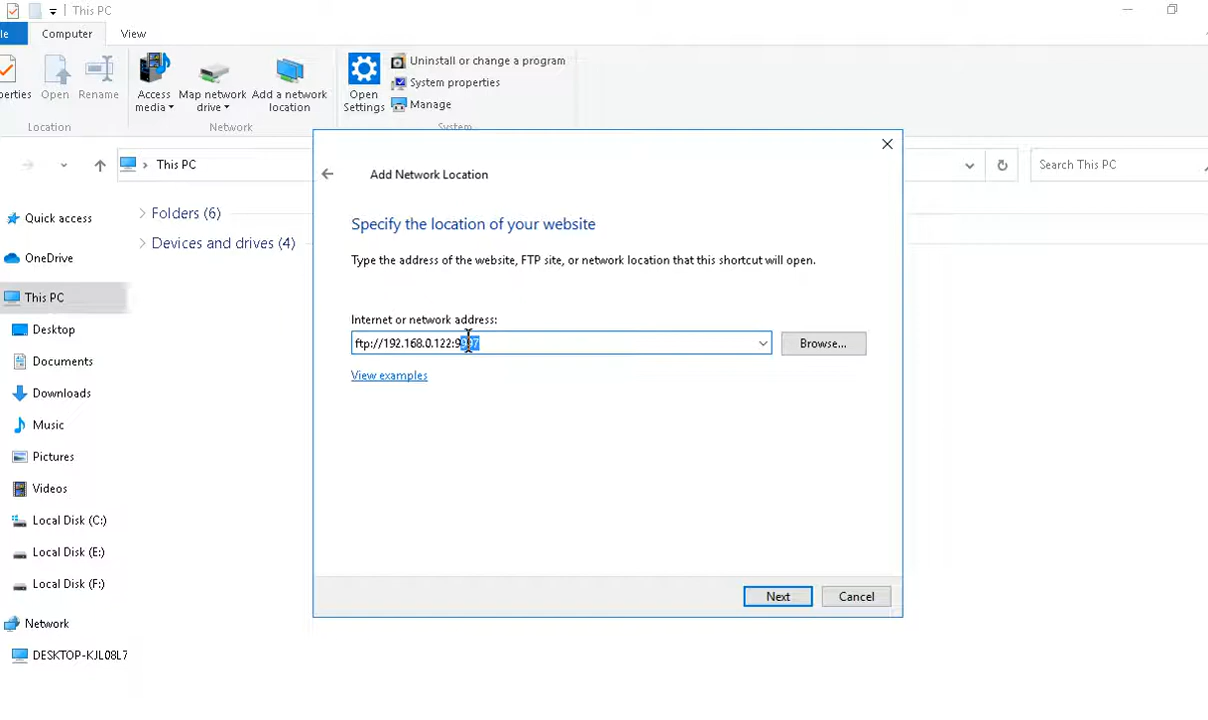 This PC
le Computer View
operties Open Rename Access media Map network drive Add a network location Open Settings Uninstall or change a program
System properties
Manage
Location Network System
This PC Search This PC
Quick access
OneDrive
This PC
Desktop
Documents
Downloads
Music
Pictures
Videos
Local Disk (C:)
Local Disk (E:)
Local Disk (F:)
Network
DESKTOP-KJL08L7
Folders (6)
Devices and drives (4)
Add Network Location
Specify the location of your website
Type the address of the website, FTP site, or network location that this shortcut will open.
Internet or network address:
ftp://192.168.0.122: Browse...
View examples
Next Cancel